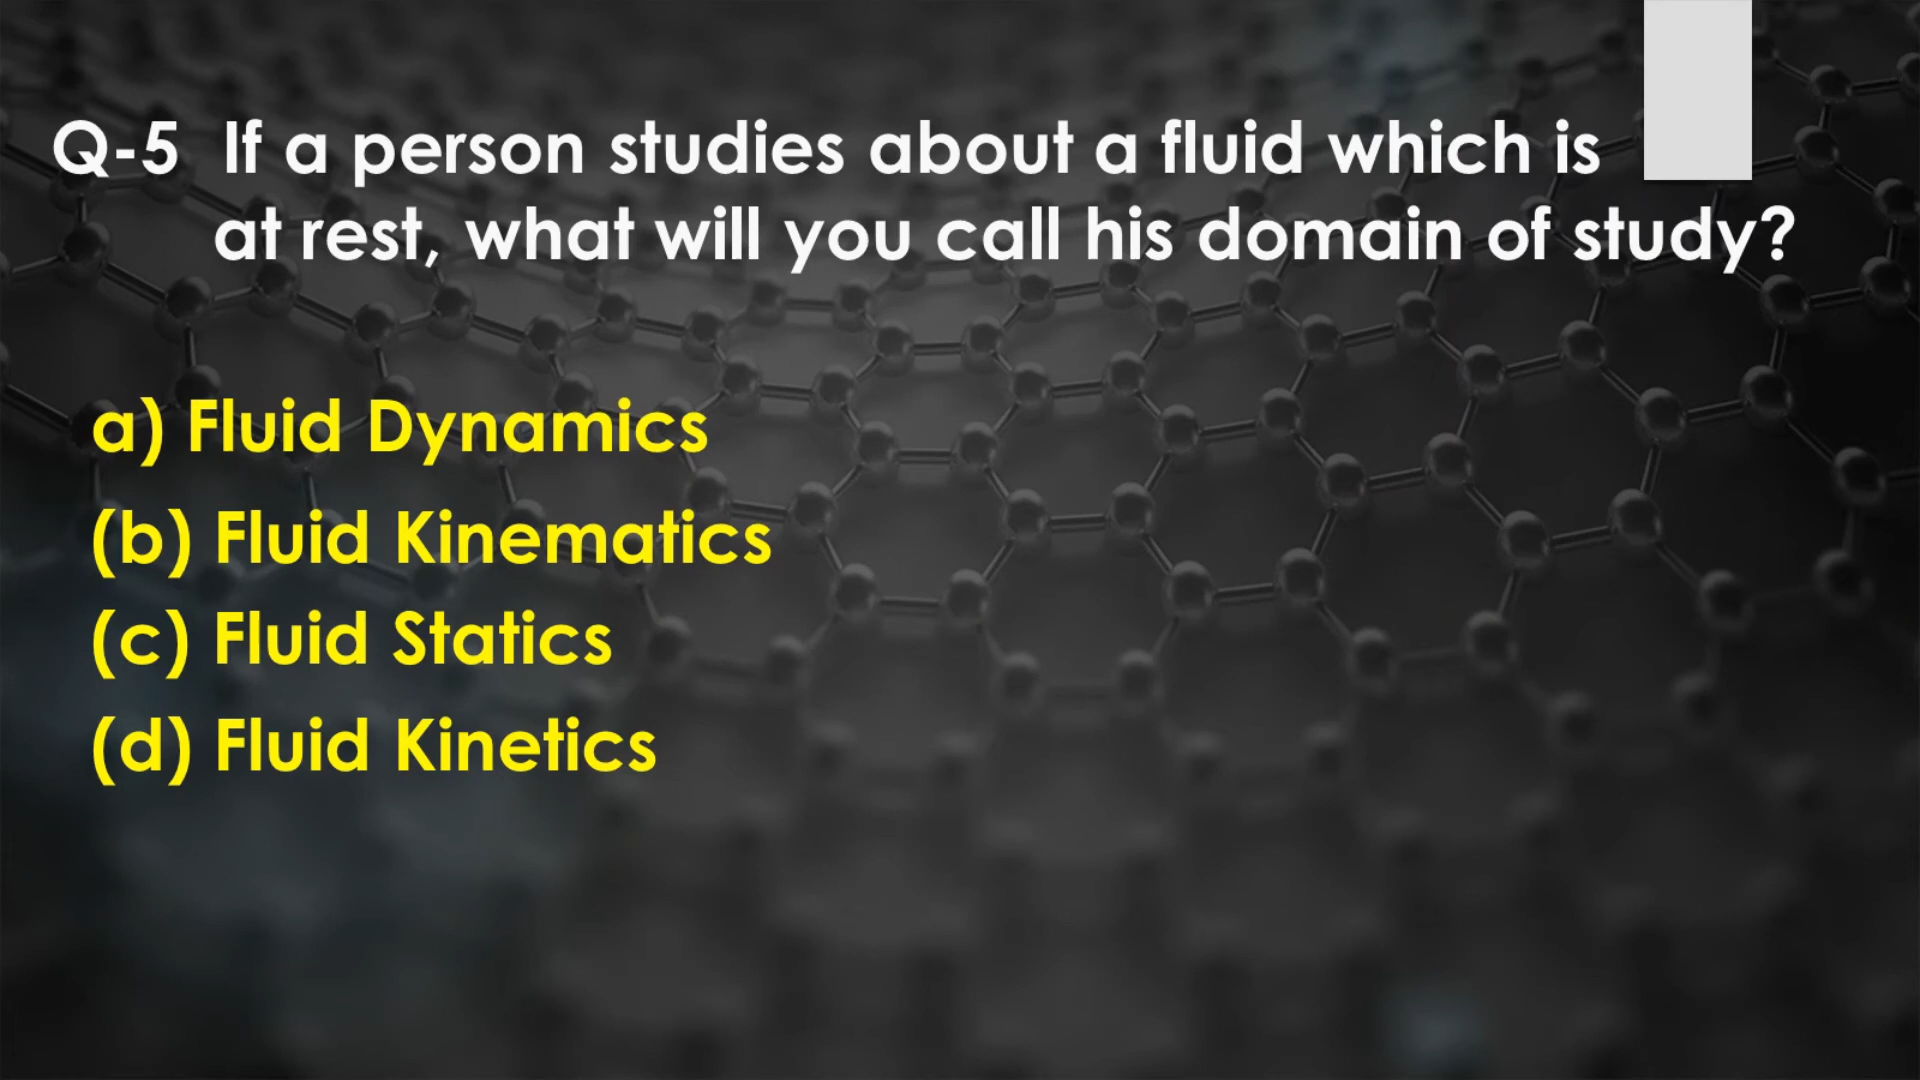 Q-5 If a person studies about a fluid which is
at rest, what will you call his domain of study?
a) Fluid Dynamics
(b) Fluid Kinematics
(c) Fluid Statics
(d) Fluid Kinetics